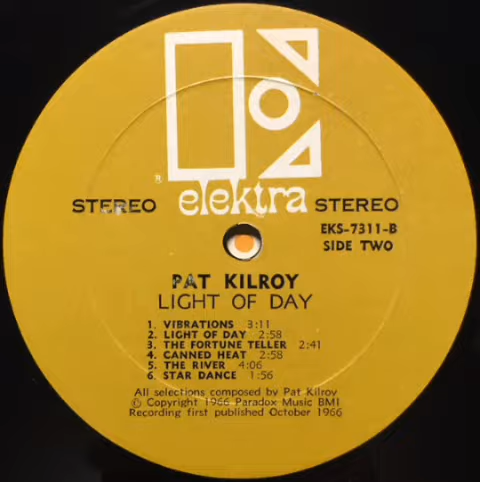 ®
elektra
STEREO STEREO
EKS-7311-B
SIDE TWO
PAT KILROY
LIGHT OF DAY
1. VIBRATIONS 3:11
2. LIGHT OF DAY 2:58
3. THE FORTUNE TELLER 2:41
4. CANNED HEAT 2:58
5. THE RIVER 4:06
6. STAR DANCE 1:56
All selections composed by Pat Kilroy
© Copyright 1966 Paradox Music BMI
Recording first published October 1966